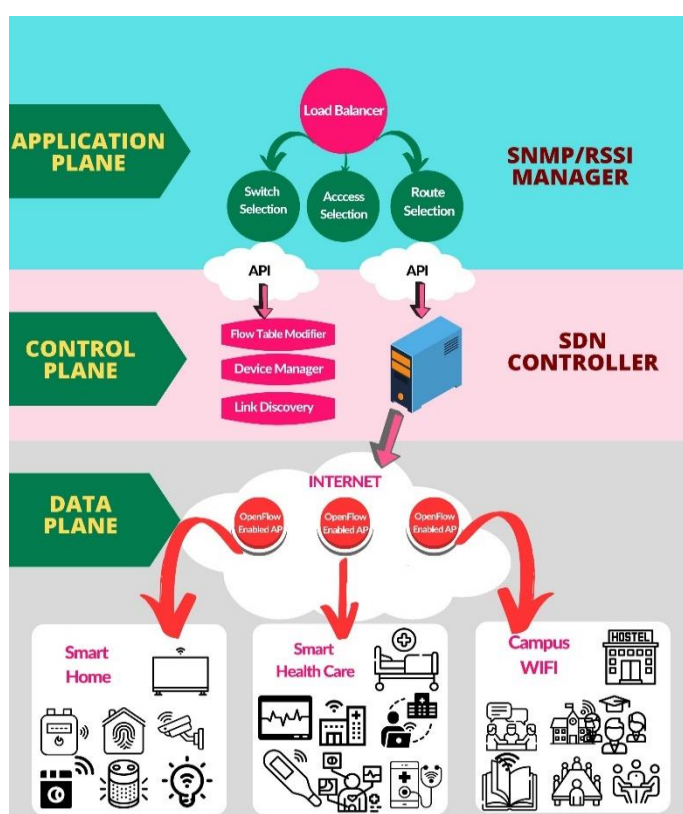 Load Balancer
APPLICATION
PLANE
SNMP/RSSI
MANAGER
Switch
Selection
Acccess
Selection
Route
Selection
API
API
CONTROL
PLANE
Flow Table Modifier
Device Manager
Link Discovery
SDN
CONTROLLER
DATA
PLANE
INTERNET
OpenFlow
Enabled AP
OpenFlow
Enabled AP
OpenFlow
Enabled AP
Smart
Home
Smart
Health Care
Campus
WIFI
HOSTEL